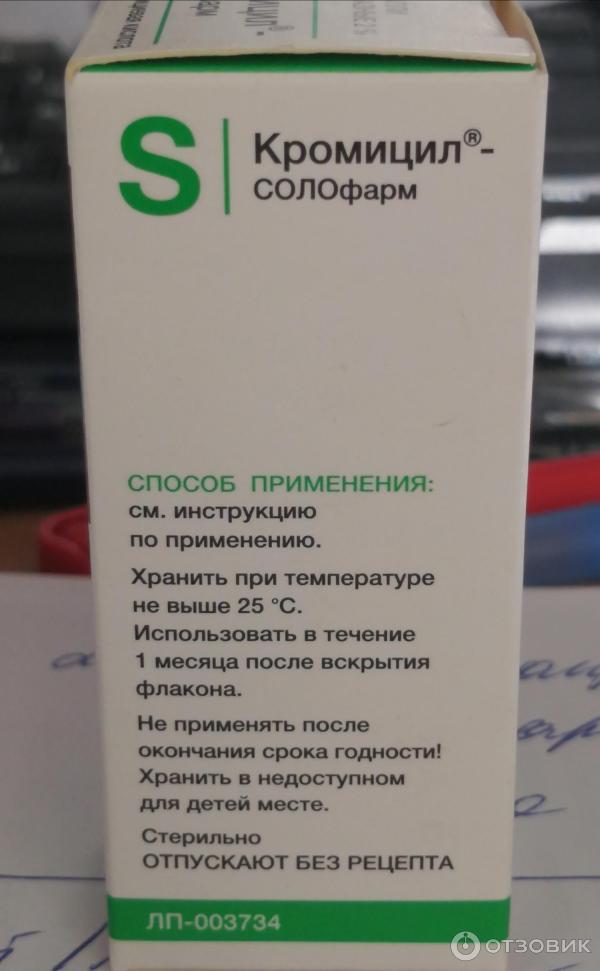 S
Кромицил®-
СОЛОфарм
СПОСОБ ПРИМЕНЕНИЯ:
см. инструкцию
по применению.
Хранить при температуре
не выше 25 °C.
Использовать в течение
1 месяца после вскрытия
флакона.
Не применять после
окончания срока годности!
Хранить в недоступном
для детей месте.
Стерильно
ОТПУСКАЮТ БЕЗ РЕЦЕПТА
ЛП-003734
ОТЗОВИК